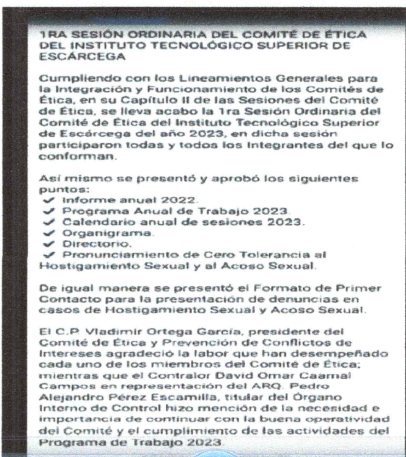 1RA SESIÓN ORDINARIA DEL COMITÉ DE ÉTICA
DEL INSTITUTO TECNOLÓGICO SUPERIOR DE
ESCÁRCEGA
Cumpliendo con los Lineamientos Generales para
la Integración y Funcionamiento de los Comités de
Ética, en su Capítulo II de las Sesiones del Comité
de Ética, se lleva acabo la 1ra Sesión Ordinaria del
Comité de Ética del Instituto Tecnológico Superior
de Escárcega del año 2023, en dicha sesión
participaron todas y todos los Integrantes del que lo
conforman.
Así mismo se presentó y aprobó los siguientes
puntos:
✓ Informe anual 2022.
✓ Programa Anual de Trabajo 2023.
✓ Calendario anual de sesiones 2023.
✓ Organigrama.
✓ Directorio.
✓ Pronunciamiento de Cero Tolerancia al
Hostigamiento Sexual y al Acoso Sexual.
De igual manera se presentó el Formato de Primer
Contacto para la presentación de denuncias en
casos de Hostigamiento Sexual y Acoso Sexual.
El C.P. Vladimir Ortega García, presidente del
Comité de Ética y Prevención de Conflictos de
Intereses agradeció la labor que han desempeñado
cada uno de los miembros del Comité de Ética;
mientras que el Contralor David Omar Caamal
Campos en representación del ARQ. Pedro
Alejandro Pérez Escamilla, titular del Órgano
Interno de Control hizo mención de la necesidad e
importancia de continuar con la buena operatividad
del Comité y el cumplimiento de las actividades del
Programa de Trabajo 2023.